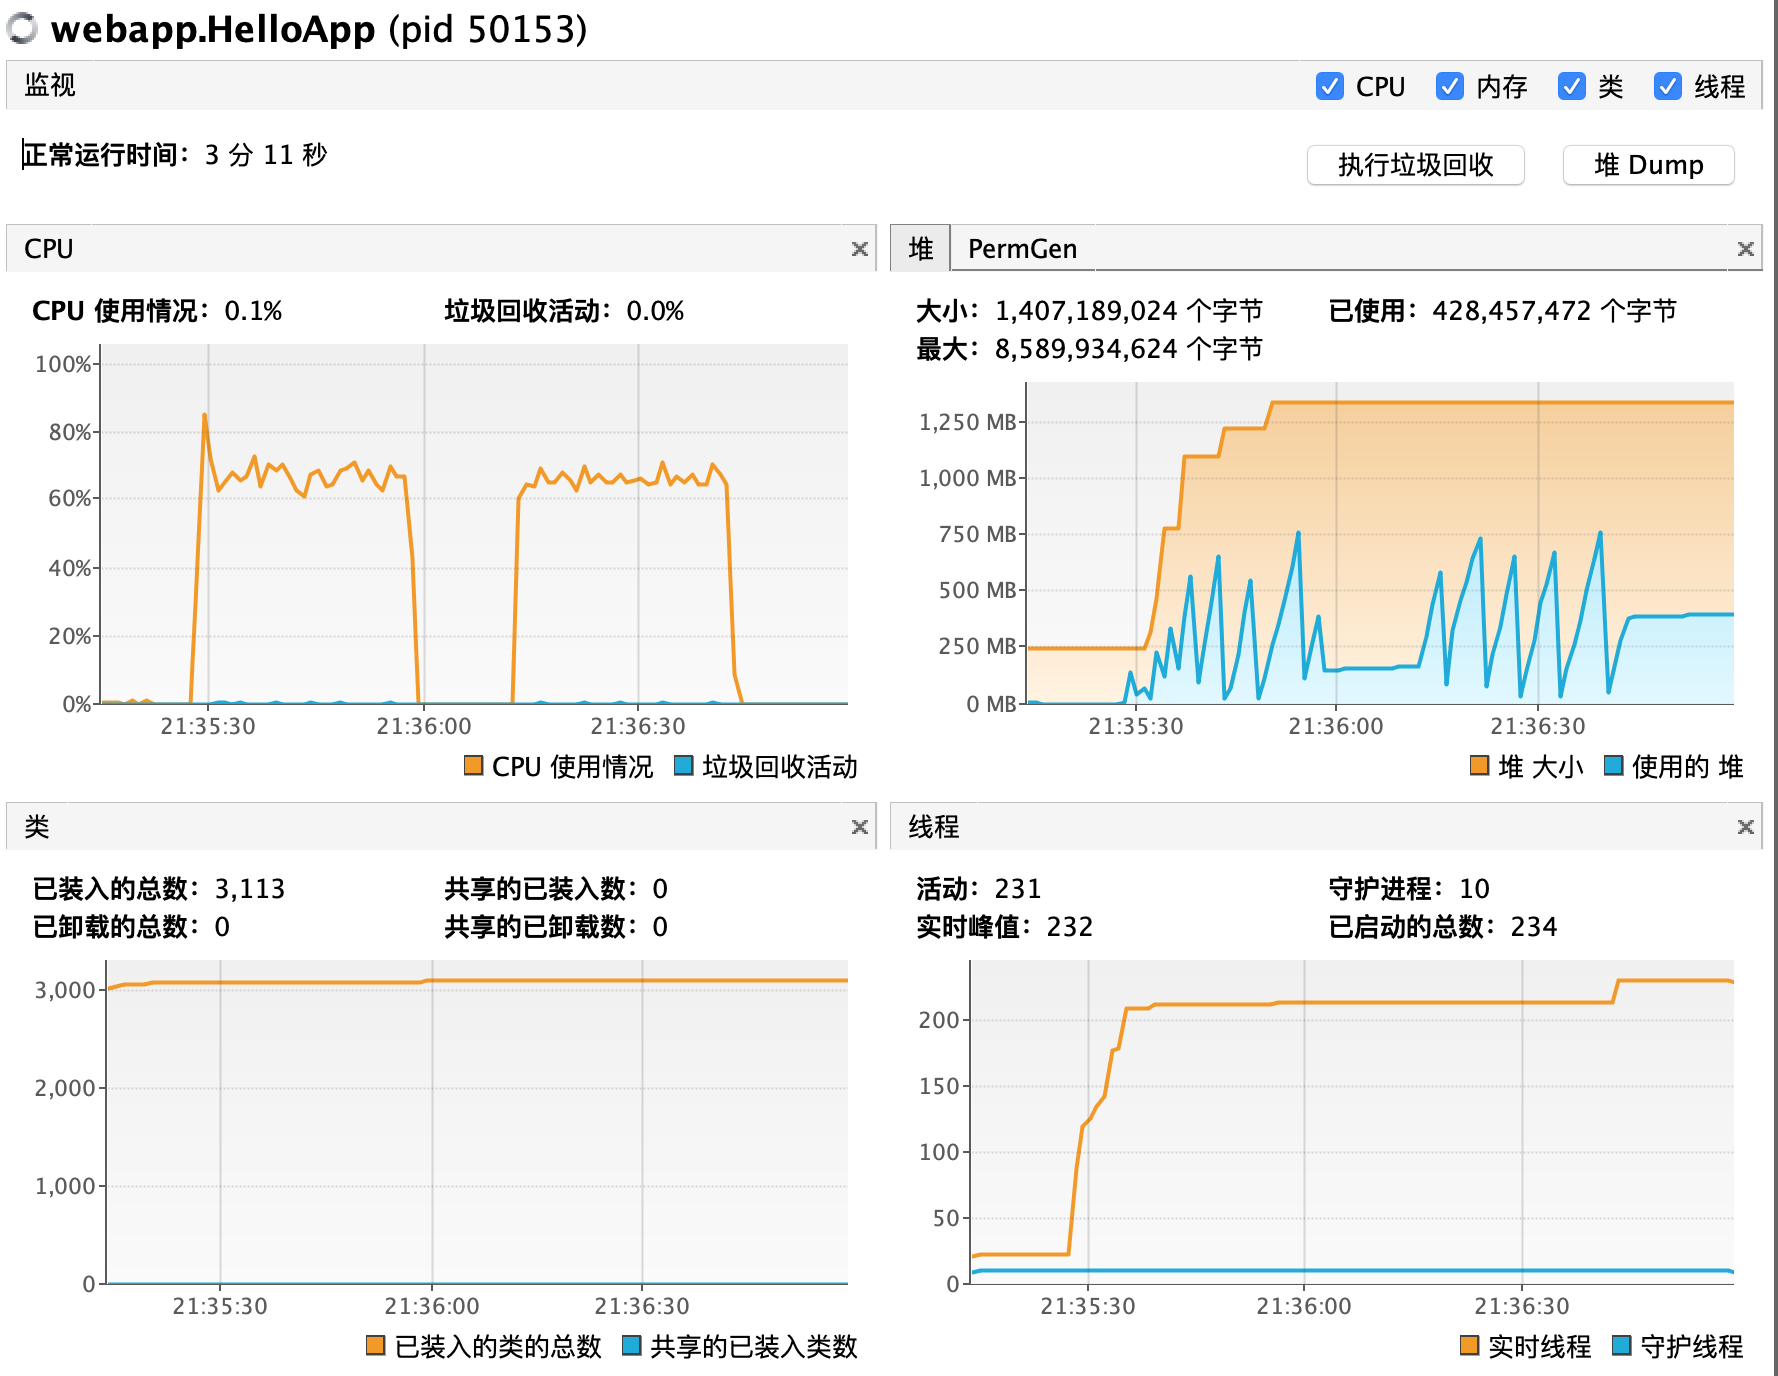 webapp.HelloApp (pid 50153)
监视
CPU 内存 类 线程
正常运行时间：3 分 11 秒
执行垃圾回收 堆 Dump
CPU
CPU 使用情况：0.1% 垃圾回收活动：0.0%
100%
80%
60%
40%
20%
0%
21:35:30 21:36:00 21:36:30
CPU 使用情况 垃圾回收活动
堆 PermGen
大小：1,407,189,024 个字节 已使用：428,457,472 个字节
最大：8,589,934,624 个字节
1,250 MB
1,000 MB
750 MB
500 MB
250 MB
0 MB
21:35:30 21:36:00 21:36:30
堆 大小 使用的 堆
类
已装入的总数：3,113 共享的已装入数：0
已卸载的总数：0 共享的已卸载数：0
3,000
2,000
1,000
0
21:35:30 21:36:00 21:36:30
已装入的类的总数 共享的已装入类数
线程
活动：231 守护进程：10
实时峰值：232 已启动的总数：234
200
150
100
50
0
21:35:30 21:36:00 21:36:30
实时线程 守护线程